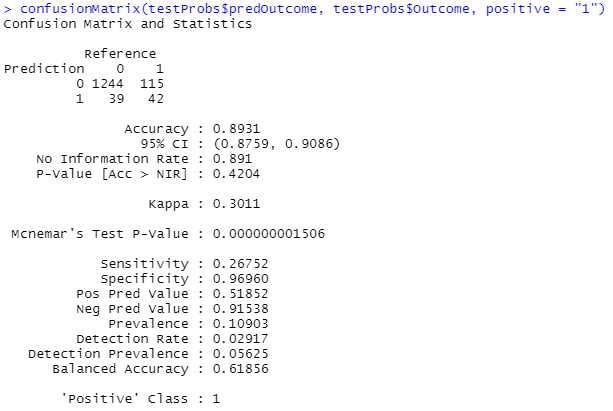 > confusionMatrix(testProbs$predOutcome, testProbs$Outcome, positive = "1")
Confusion Matrix and Statistics
Reference
Prediction 0 1
0 1244 115
1 39 42
Accuracy : 0.8931
95% CI : (0.8759, 0.9086)
No Information Rate : 0.891
P-Value [Acc > NIR] : 0.4204
Kappa : 0.3011
Mcnemar's Test P-Value : 0.000000001506
Sensitivity : 0.26752
Specificity : 0.96960
Pos Pred Value : 0.51852
Neg Pred Value : 0.91538
Prevalence : 0.10903
Detection Rate : 0.02917
Detection Prevalence : 0.05625
Balanced Accuracy : 0.61856
'Positive' Class : 1